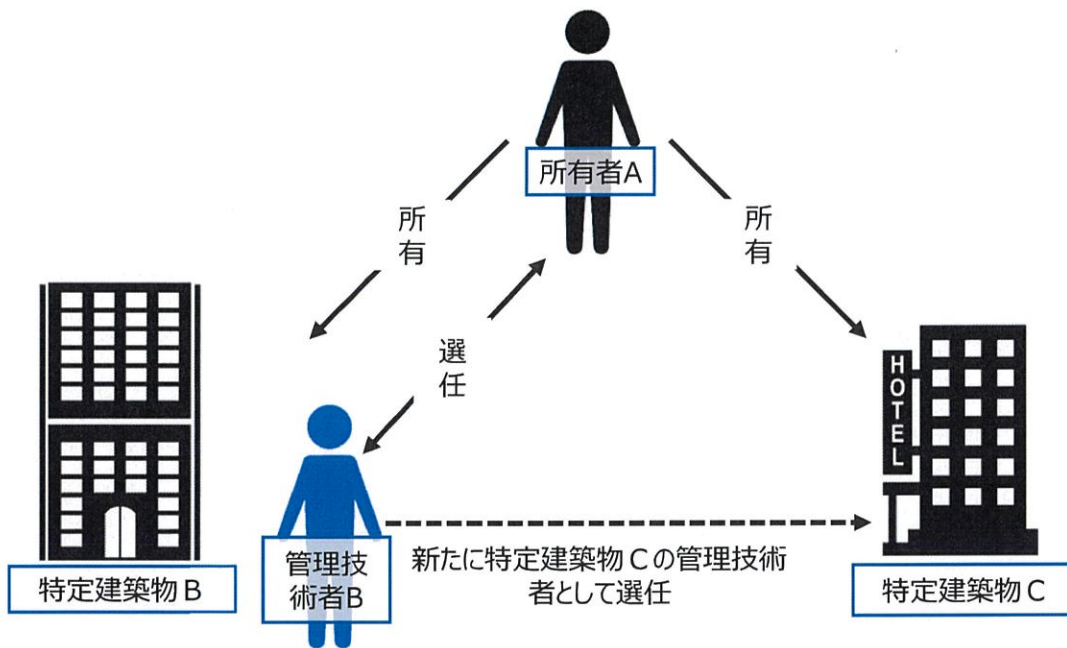 所有者A
所有
所有
選任
HOTEL
特定建築物B
管理技
術者B
新たに特定建築物Cの管理技術
者として選任
特定建築物C